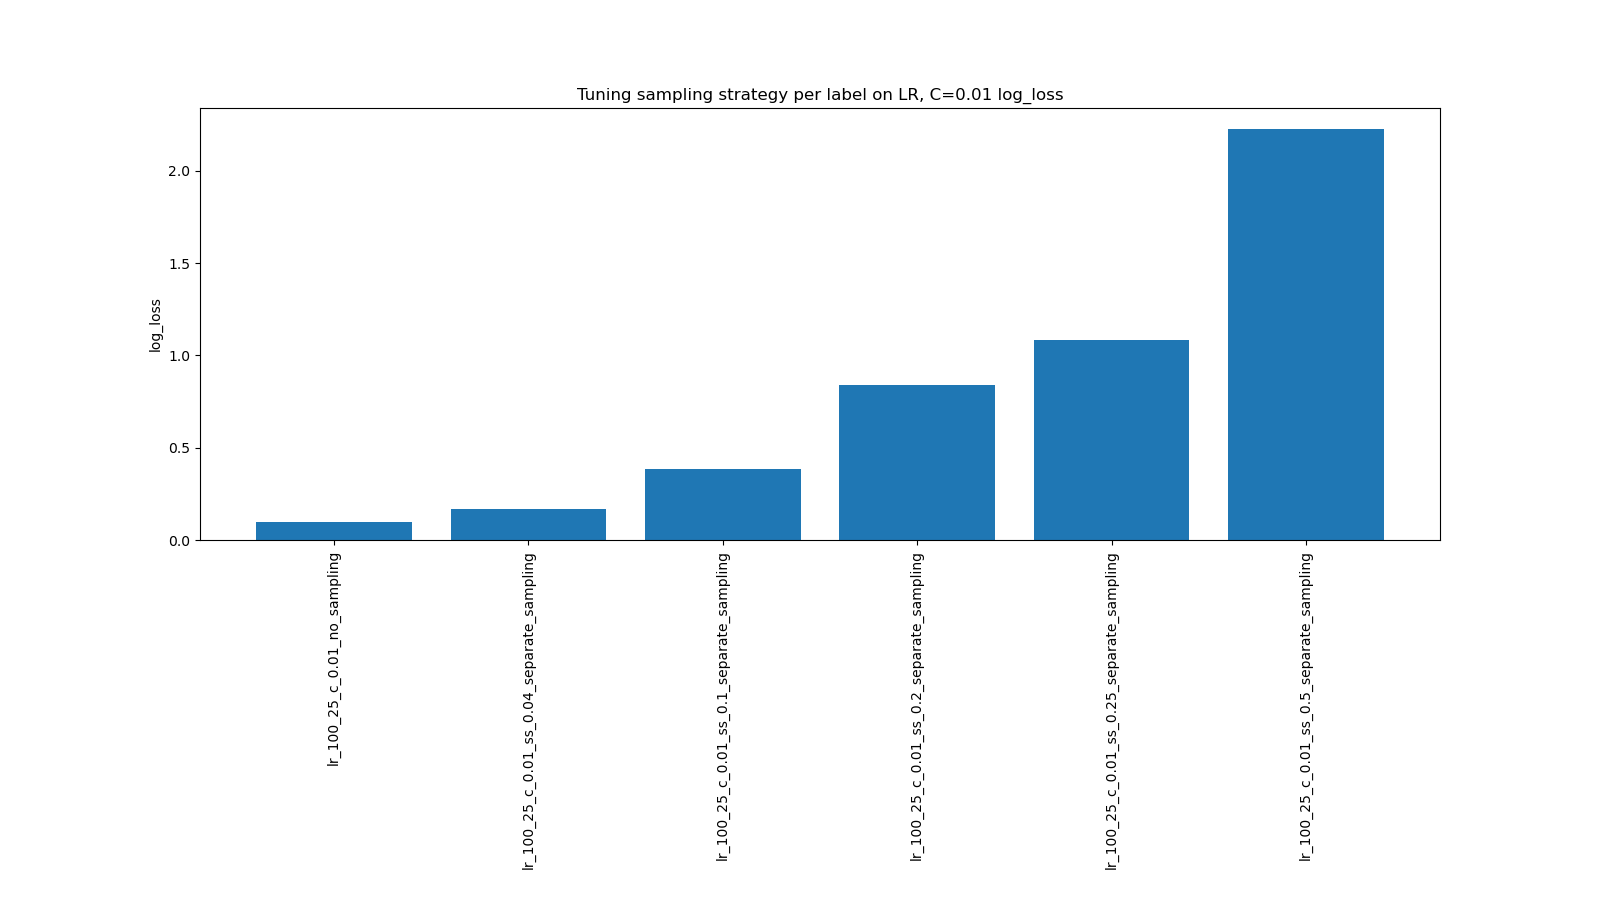 Tuning sampling strategy per label on LR, C=0.01 log_loss
log_loss
2.0
1.5
1.0
0.5
0.0
lr_100_25_c_0.01_no_sampling
lr_100_25_c_0.01_ss_0.04_separate_sampling
lr_100_25_c_0.01_ss_0.1_separate_sampling
lr_100_25_c_0.01_ss_0.2_separate_sampling
lr_100_25_c_0.01_ss_0.25_separate_sampling
lr_100_25_c_0.01_ss_0.5_separate_sampling